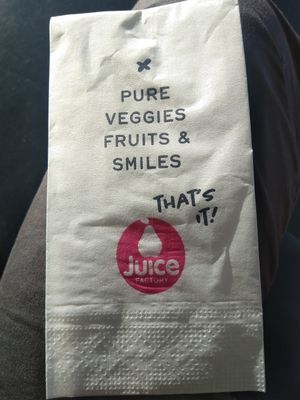 PURE
VEGGIES
FRUITS &
SMILES
THAT'S
IT!
JUICE
FACTORY